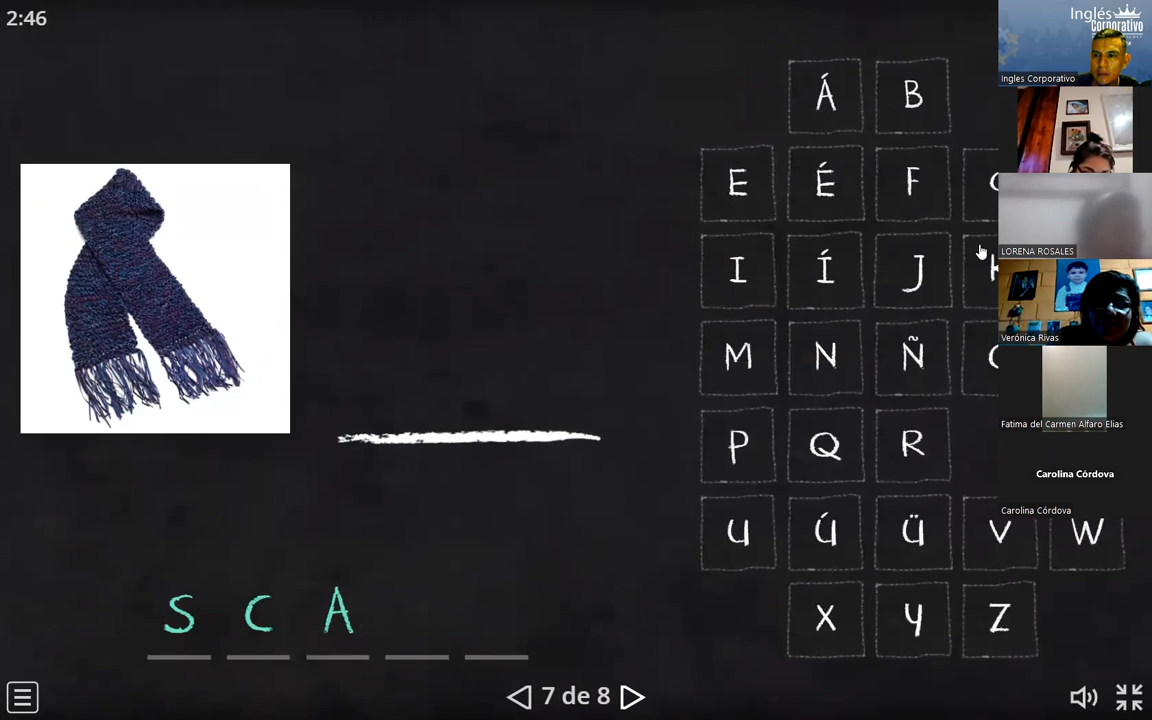 2:46
Inglés
Corporativo
Ingles Corporativo
Á B
E É F
LORENA ROSALES
I Í J
Verónica Rivas
M N Ñ
Fatima del Carmen Alfaro Elias
P Q R
Carolina Córdova
Carolina Córdova
U Ú Ü V W
S C A
X Y Z
7 de 8